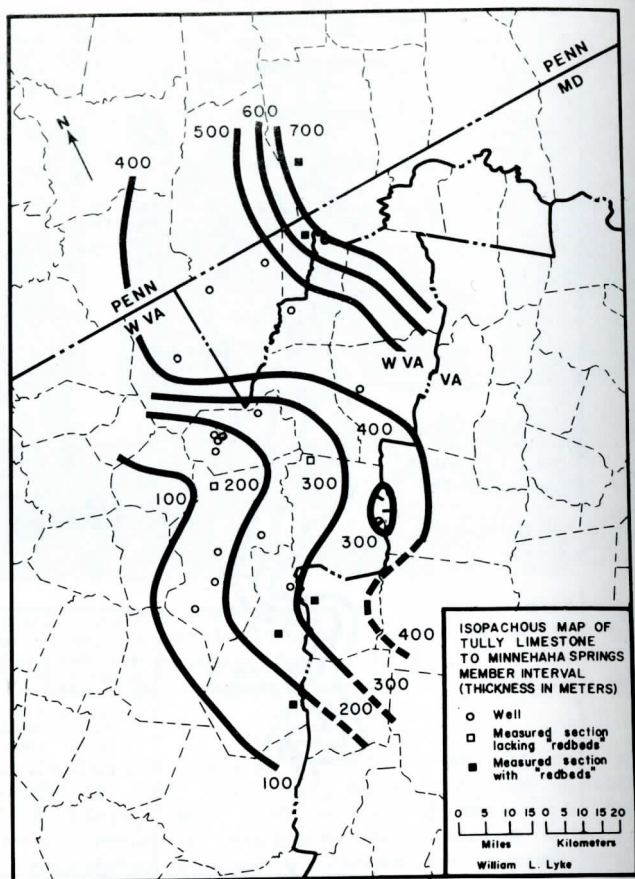 PENN
MD
600
500
700
N
400
PENN
W VA
W VA
VA
400
100
200
300
300
400
300
200
100
ISOPACHOUS MAP OF
TULLY LIMESTONE
TO MINNEHAHA SPRINGS
MEMBER INTERVAL
(THICKNESS IN METERS)
Well
Measured section
lacking "redbeds"
Measured section
with "redbeds"
0 5 10 15 0 5 10 15 20
Miles Kilometers
William L. Lyke